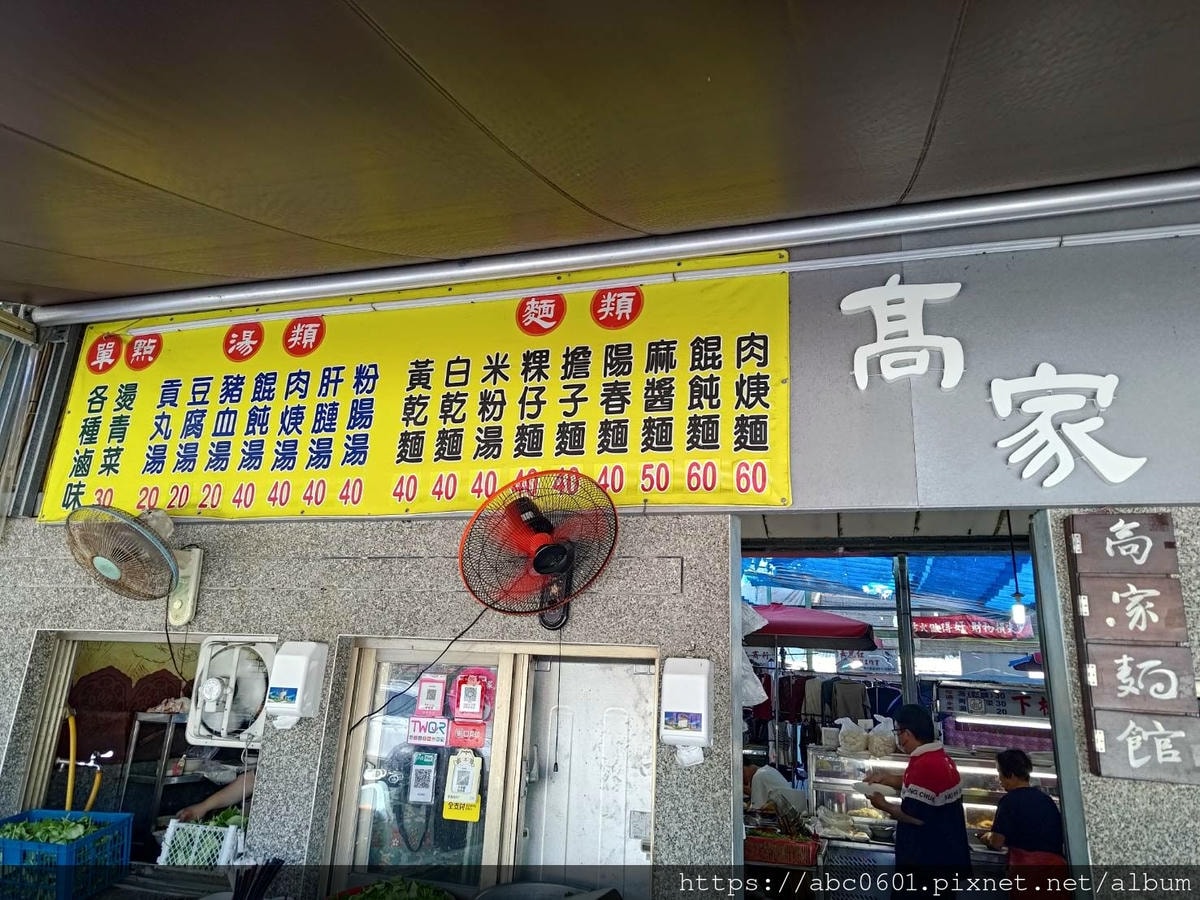 麵類
肉焿麵 60
餛飩麵 60
麻醬麵 50
陽春麵 40
擔子麵 40
粿仔麵 40
米粉湯 40
白乾麵 40
黃乾麵 40
湯類
粉腸湯 40
肝腱湯 40
肉焿湯 40
餛飩湯 40
豬血湯 20
豆腐湯 20
貢丸湯 20
單點
燙青菜 30
各種滷味
高家
高家麵館
TWQR
https://abc0601.pixnet.net/album